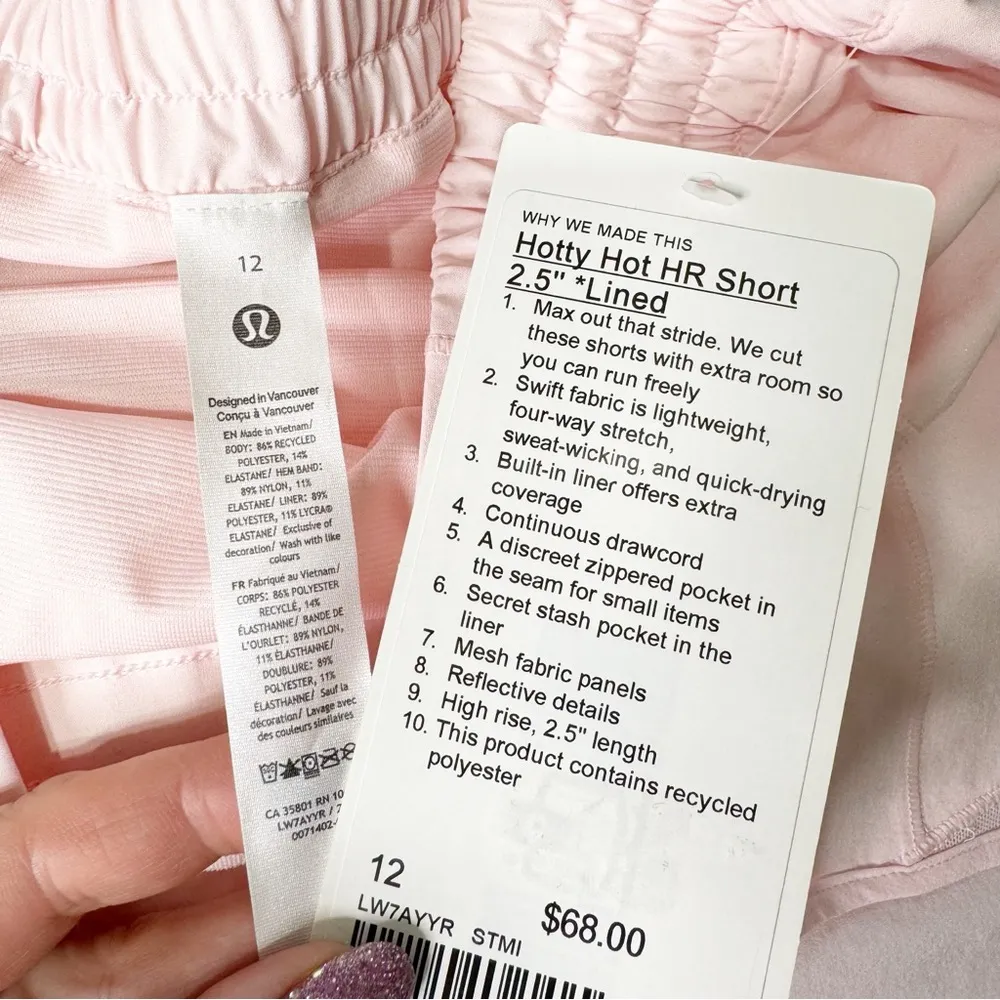 12
Designed in Vancouver
Conçu à Vancouver
EN Made in Vietnam/
BODY: 86% RECYCLED
POLYESTER, 14%
ELASTANE/ HEM BAND:
89% NYLON, 11%
ELASTANE/ LINER: 89%
POLYESTER, 11% LYCRA®
ELASTANE/ Exclusive of
decoration/ Wash with like
colours
FR Fabriqué au Vietnam/
CORPS: 86% POLYESTER
RECYCLÉ, 14%
ÉLASTHANNE/ BANDE DE
L'OURLET: 89% NYLON,
11% ÉLASTHANNE/
DOUBLURE: 89%
POLYESTER, 11%
ÉLASTHANNE/ Sauf la
décoration/ Lavage avec
des couleurs similaires
CA 35801 RN 10
LW7AYYR / 7
0071402-
WHY WE MADE THIS
Hotty Hot HR Short
2.5" *Lined
1. Max out that stride. We cut
these shorts with extra room so
you can run freely
2. Swift fabric is lightweight,
four-way stretch,
sweat-wicking, and quick-drying
3. Built-in liner offers extra
coverage
4. Continuous drawcord
5. A discreet zippered pocket in
the seam for small items
6. Secret stash pocket in the
liner
7. Mesh fabric panels
8. Reflective details
9. High rise, 2.5" length
10. This product contains recycled
polyester
12
LW7AYYR STMI
$68.00